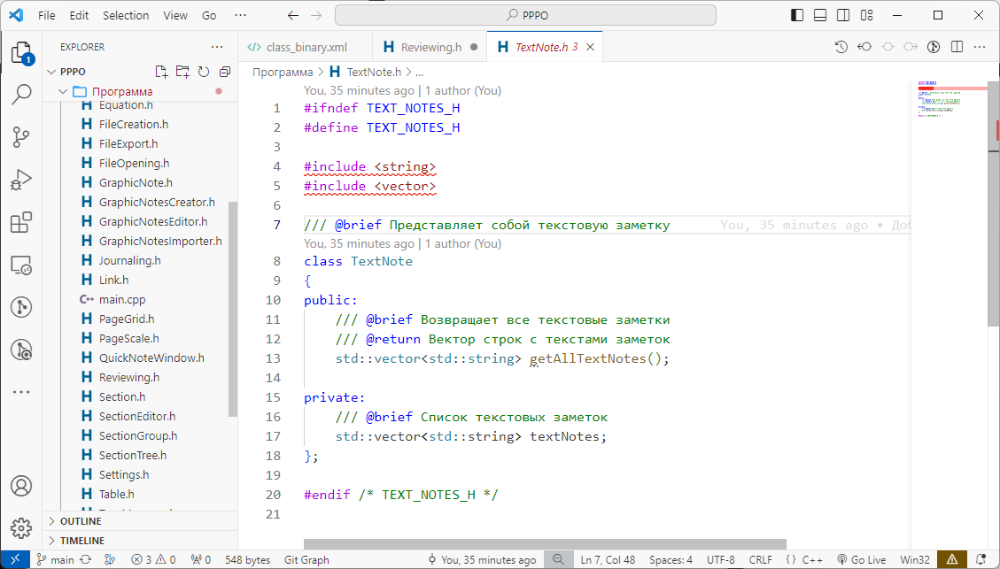 File Edit Selection View Go ··· PPPO
1
EXPLORER ···
PPPO
Программа
Equation.h
FileCreation.h
FileExport.h
FileOpening.h
GraphicNote.h
GraphicNotesCreator.h
GraphicNotesEditor.h
GraphicNotesImporter.h
Journaling.h
Link.h
main.cpp
PageGrid.h
PageScale.h
QuickNoteWindow.h
Reviewing.h
Section.h
SectionEditor.h
SectionGroup.h
SectionTree.h
Settings.h
Table.h
OUTLINE
TIMELINE
class_binary.xml Reviewing.h TextNote.h 3
Программа > TextNote.h > ...
You, 35 minutes ago | 1 author (You)
1 #ifndef TEXT_NOTES_H
2 #define TEXT_NOTES_H
3
4 #include <string>
5 #include <vector>
6
7 /// @brief Представляет собой текстовую заметку You, 35 minutes ago •
You, 35 minutes ago | 1 author (You)
8 class TextNote
9 {
10 public:
11 /// @brief Возвращает все текстовые заметки
12 /// @return Вектор строк с текстами заметок
13 std::vector<std::string> getAllTextNotes();
14
15 private:
16 /// @brief Список текстовых заметок
17 std::vector<std::string> textNotes;
18 };
19
20 #endif /* TEXT_NOTES_H */
21
main 3 0 0 548 bytes Git Graph You, 35 minutes ago Ln 7, Col 48 Spaces: 4 UTF-8 CRLF {} C++ Go Live Win32